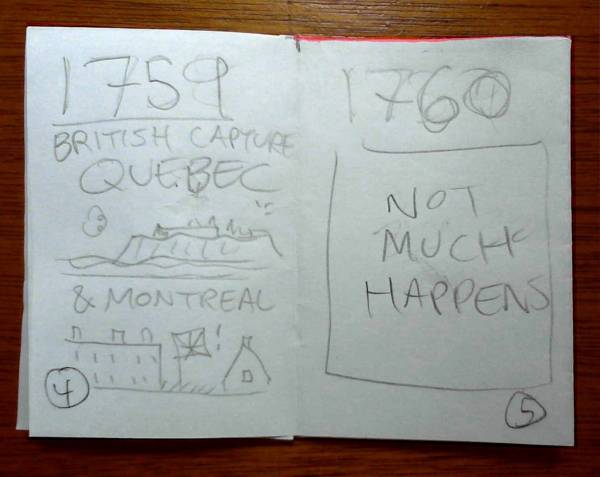 1759
BRITISH CAPTURE
QUEBEC
& MONTREAL
4
1760
NOT
MUCH
HAPPENS
5